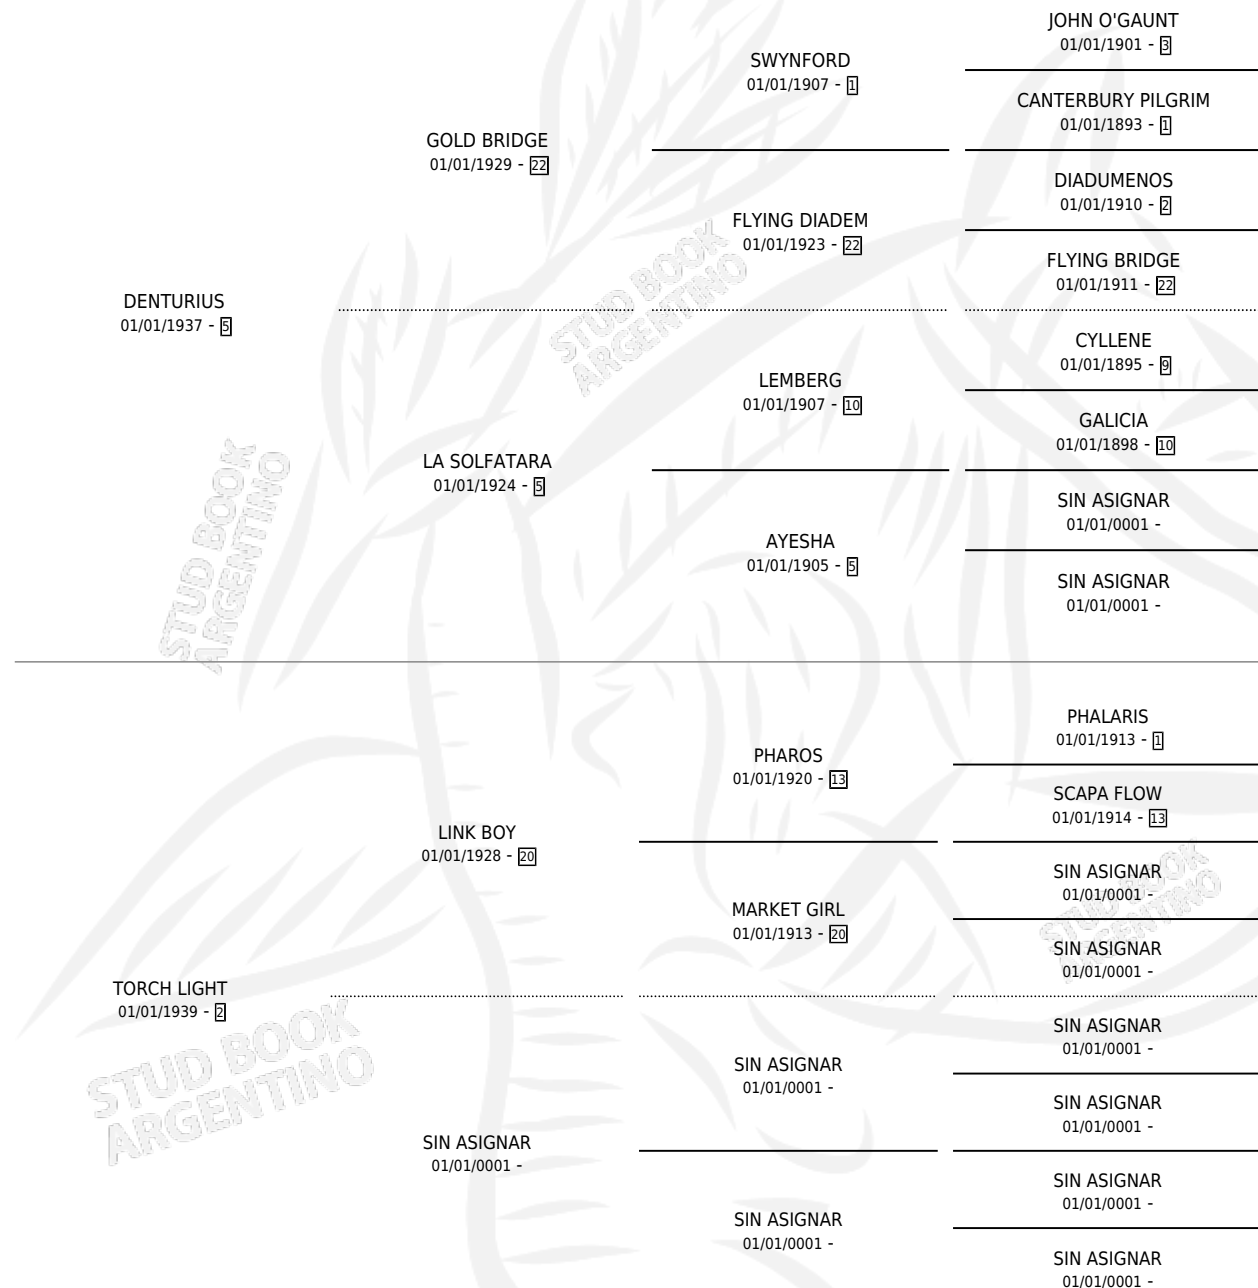 JOHN O'GAUNT
01/01/1901 - 3
SWYNFORD
01/01/1907 - 1
CANTERBURY PILGRIM
01/01/1893 - 1
GOLD BRIDGE
01/01/1929 - 22
DIADUMENOS
01/01/1910 - 2
FLYING DIADEM
01/01/1923 - 22
FLYING BRIDGE
01/01/1911 - 22
DENTURIUS
01/01/1937 - 5
CYLLENE
01/01/1895 - 9
LEMBERG
01/01/1907 - 10
GALICIA
01/01/1898 - 10
LA SOLFATARA
01/01/1924 - 5
SIN ASIGNAR
01/01/0001 -
AYESHA
01/01/1905 - 5
SIN ASIGNAR
01/01/0001 -
STUD BOOK
ARGENTINO
STUD BOOK
ARGENTINO
PHALARIS
01/01/1913 - 1
PHAROS
01/01/1920 - 13
SCAPA FLOW
01/01/1914 - 13
LINK BOY
01/01/1928 - 20
SIN ASIGNAR
01/01/0001 -
MARKET GIRL
01/01/1913 - 20
SIN ASIGNAR
01/01/0001 -
TORCH LIGHT
01/01/1939 - 2
SIN ASIGNAR
01/01/0001 -
SIN ASIGNAR
01/01/0001 -
SIN ASIGNAR
01/01/0001 -
SIN ASIGNAR
01/01/0001 -
SIN ASIGNAR
01/01/0001 -
SIN ASIGNAR
01/01/0001 -
SIN ASIGNAR
01/01/0001 -
STUD BOOK
ARGENTINO
STUD BOOK
ARGENTINO